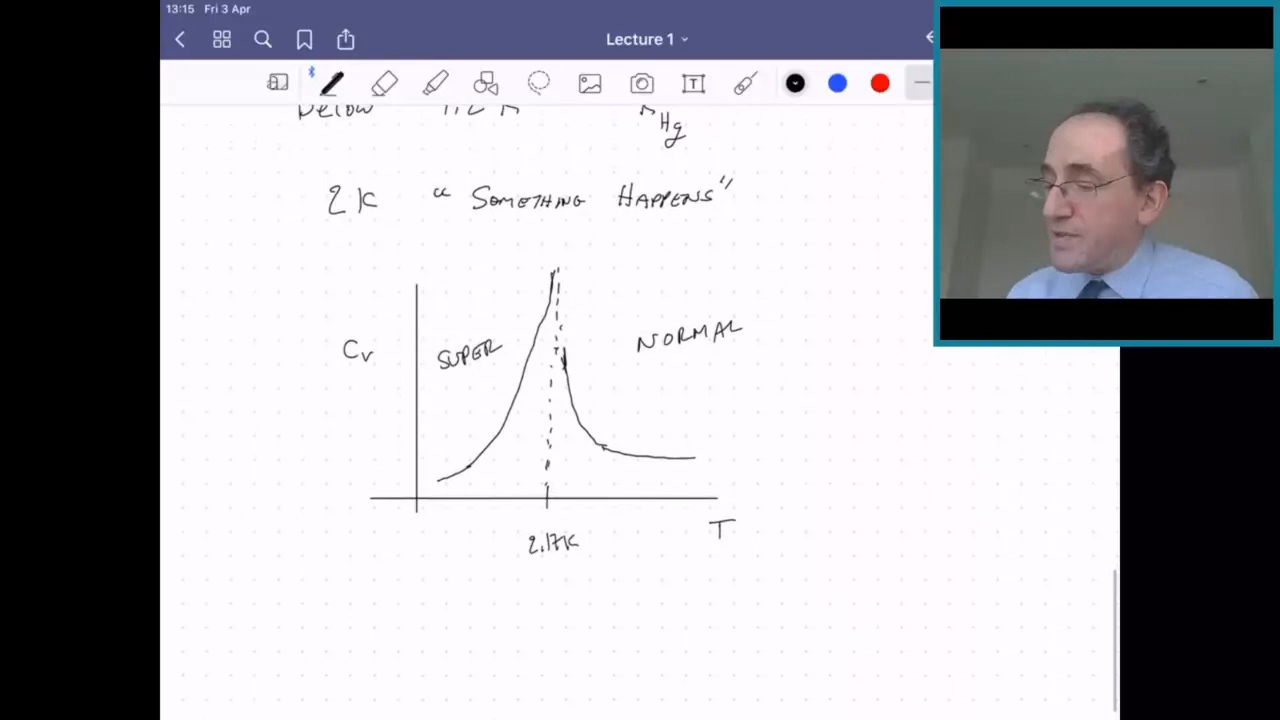 13:15 Fri 3 Apr
Lecture 1
T
below
Hg
2K "SOMETHING HAPPENS"
Cv
SUPER
NORMAL
2.17K
T